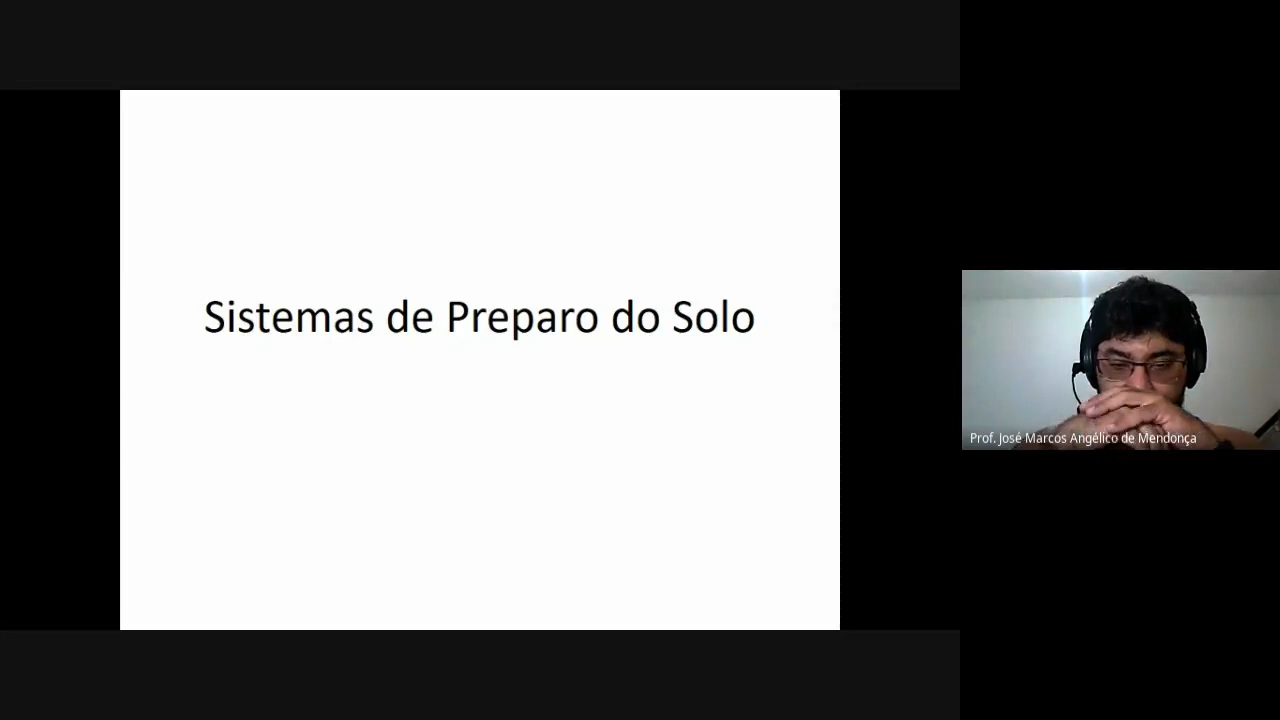 Sistemas de Preparo do Solo
Prof. José Marcos Angélico de Mendonça